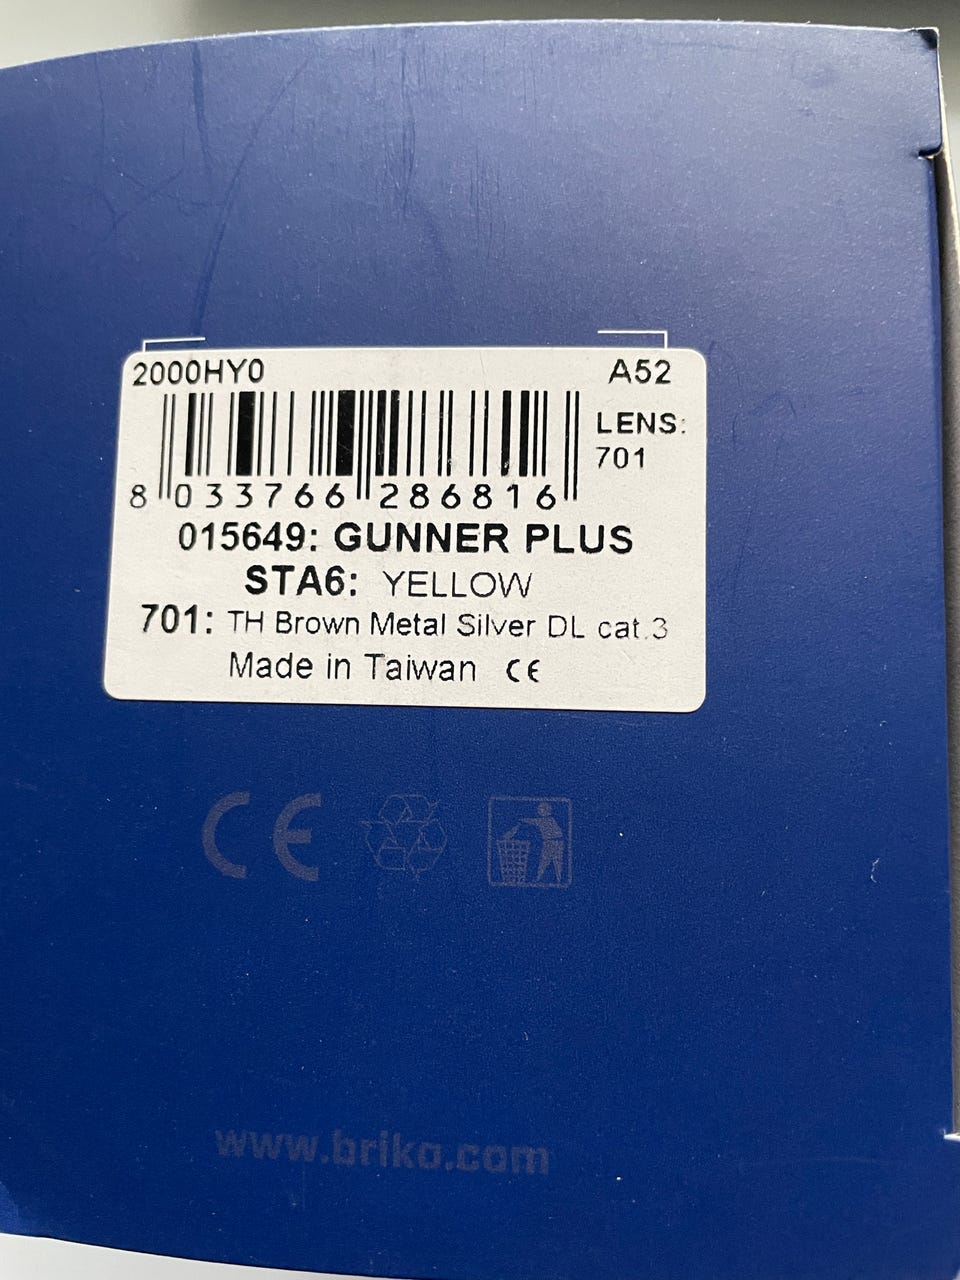 2000HY0 A52
LENS:
701
8 033766 286816
015649: GUNNER PLUS
STA6: YELLOW
701: TH Brown Metal Silver DL cat.3
Made in Taiwan CE
CE
www.briko.com